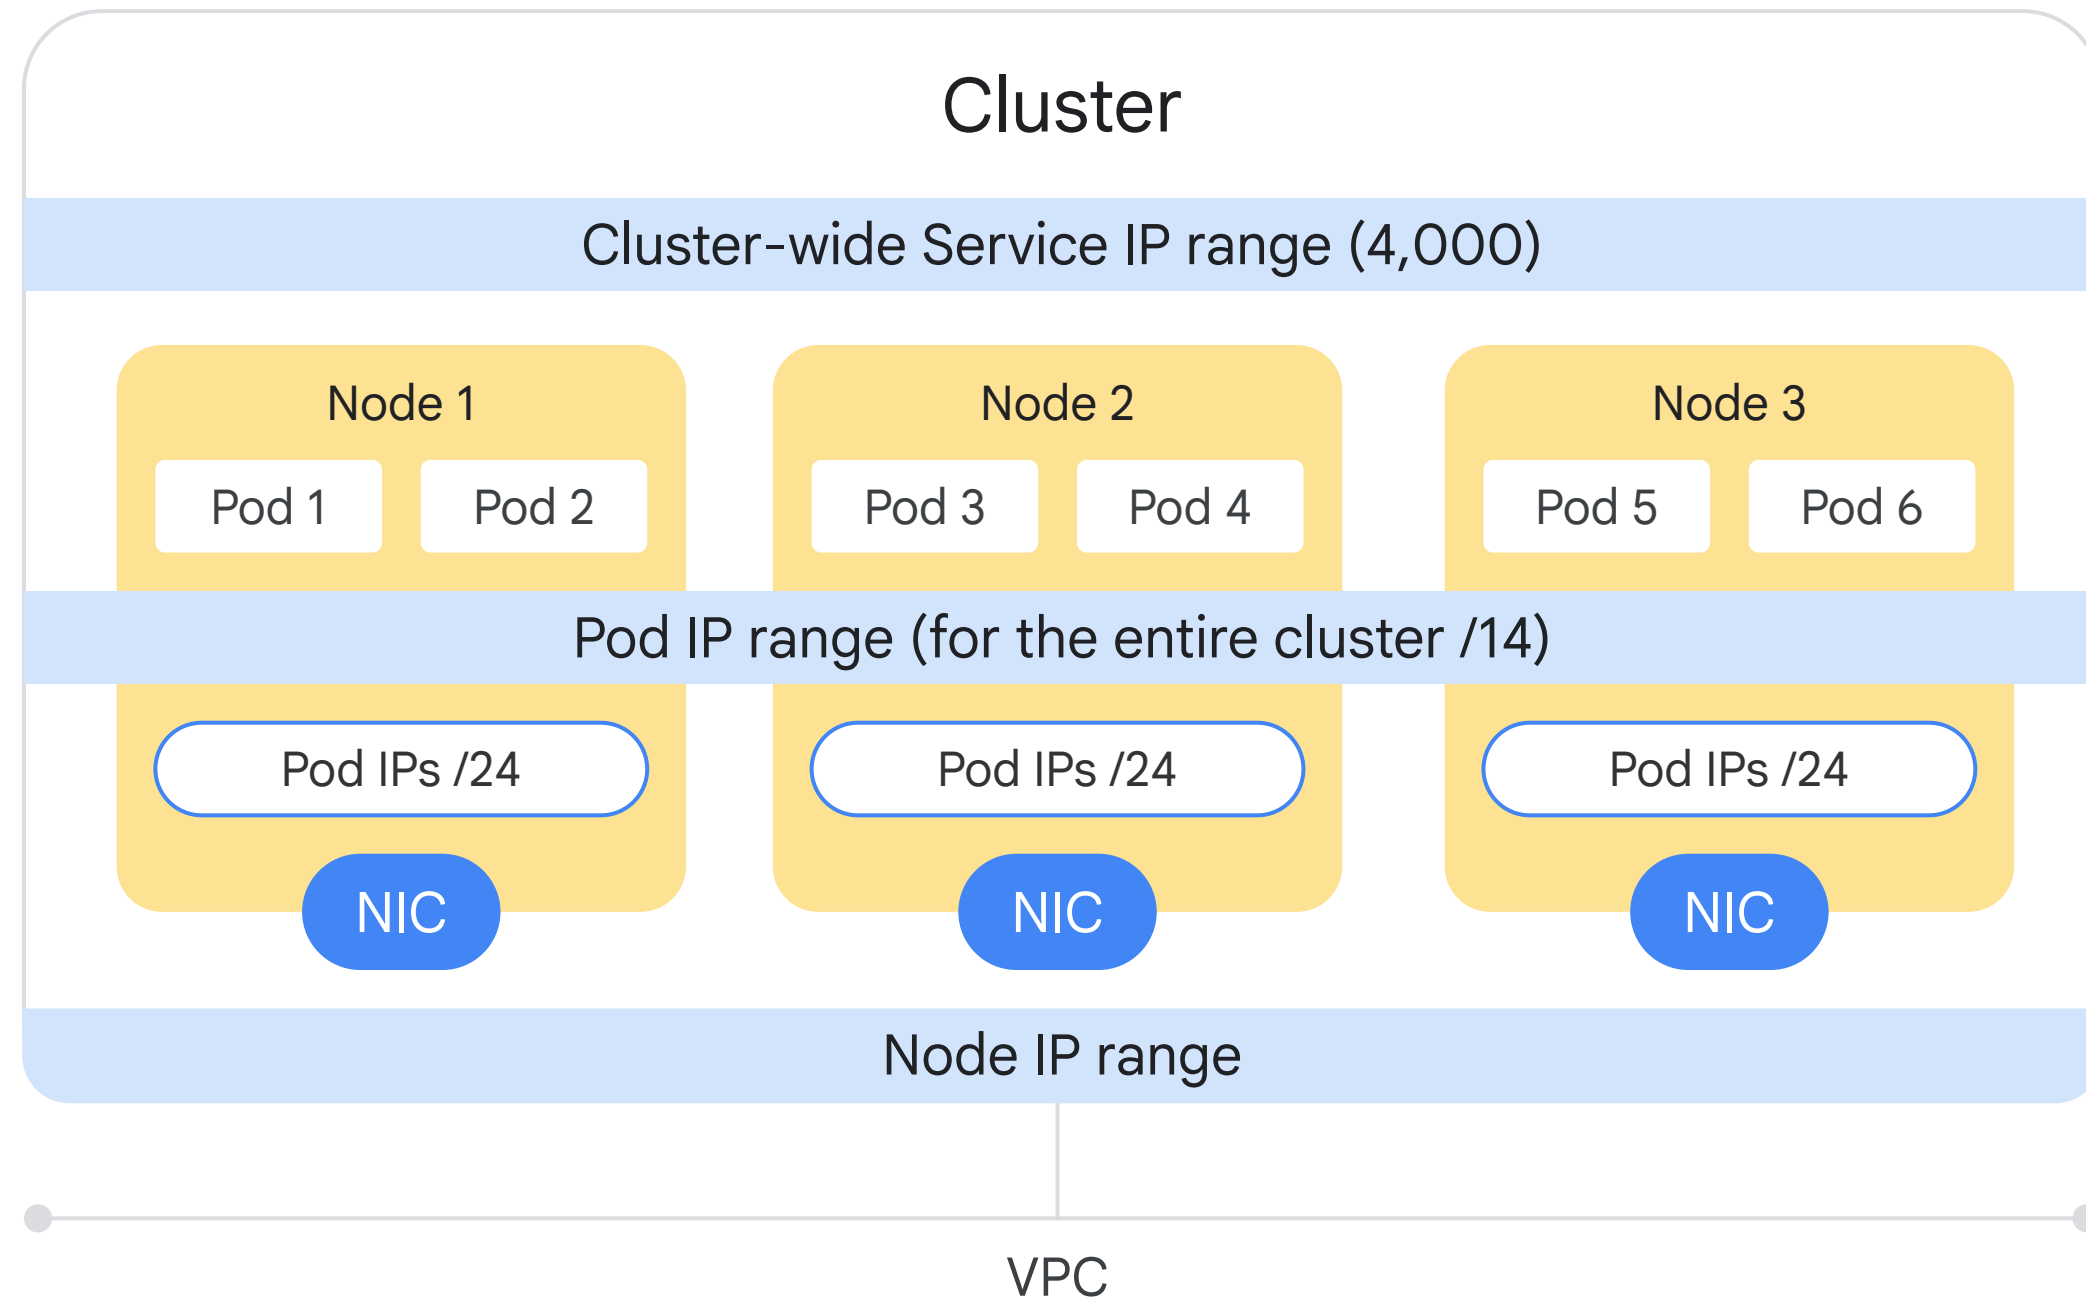 Cluster
Cluster-wide Service IP range (4,000)
Node 1
Node 2
Node 3
Pod 1
Pod 2
Pod 3
Pod 4
Pod 5
Pod 6
Pod IP range (for the entire cluster /14)
Pod IPs /24
Pod IPs /24
Pod IPs /24
NIC
NIC
NIC
Node IP range
VPC